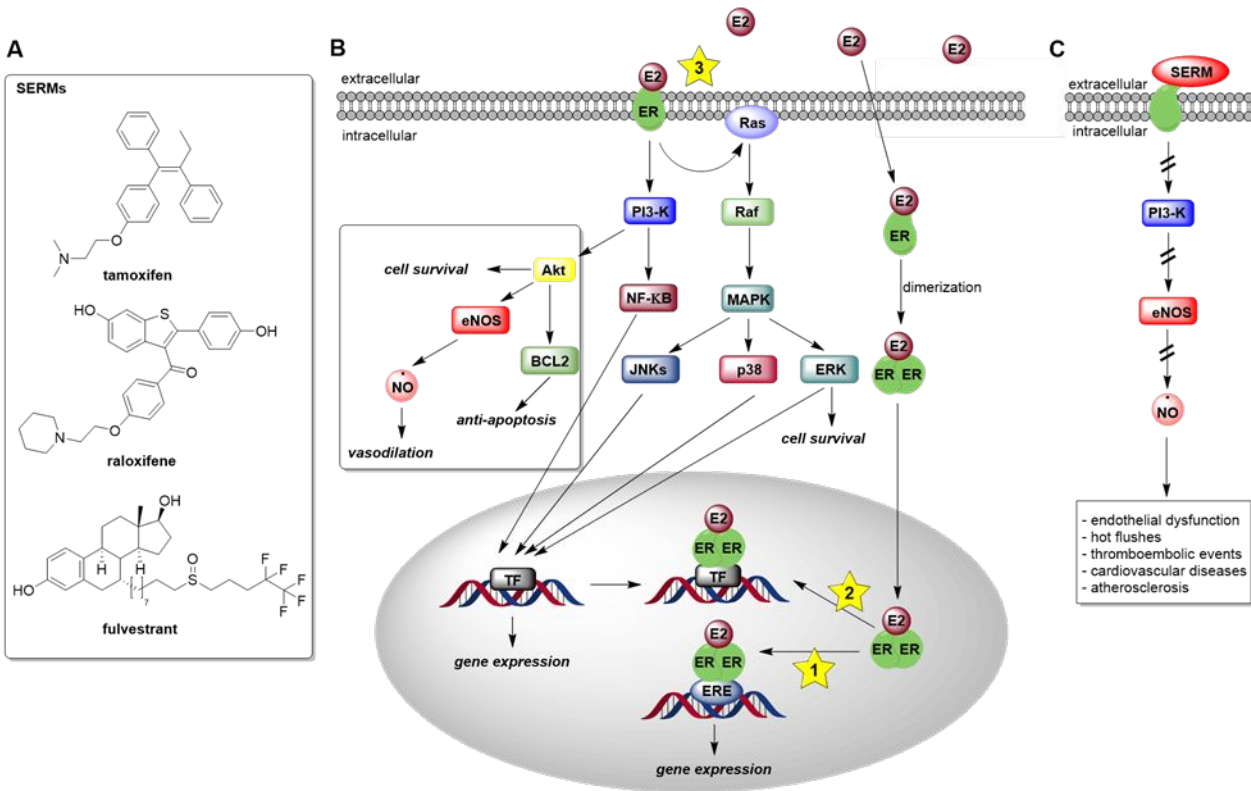 A
SERMs
N
O
tamoxifen
HO
S
OH
O
N
O
raloxifene
OH
H
H
H
HO
7
O
S
F
F
F
F
F
fulvestrant
B
E2
E2
E2
3
extracellular
E2
ER
Ras
intracellular
PI3-K
Raf
E2
ER
cell survival
Akt
dimerization
NF-κB
MAPK
eNOS
E2
ER ER
BCL2
JNKs
p38
ERK
NO
anti-apoptosis
cell survival
vasodilation
E2
ER ER
TF
TF
2
E2
ER ER
E2
gene expression
ER ER
1
ERE
gene expression
C
SERM
extracellular
intracellular
PI3-K
eNOS
NO
- endothelial dysfunction
- hot flushes
- thromboembolic events
- cardiovascular diseases
- atherosclerosis